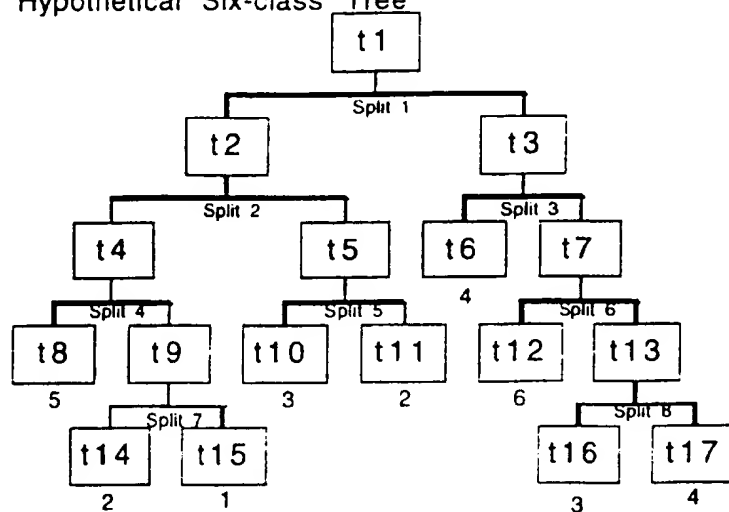 Hypothetical Six-class Tree
t1
Split 1
t2
t3
Split 2
Split 3
t4
t5
t6
t7
4
Split 4
Split 5
Split 6
t8
t9
t10
t11
t12
t13
5
3
2
6
Split 7
Split 8
t14
t15
t16
t17
2
1
3
4